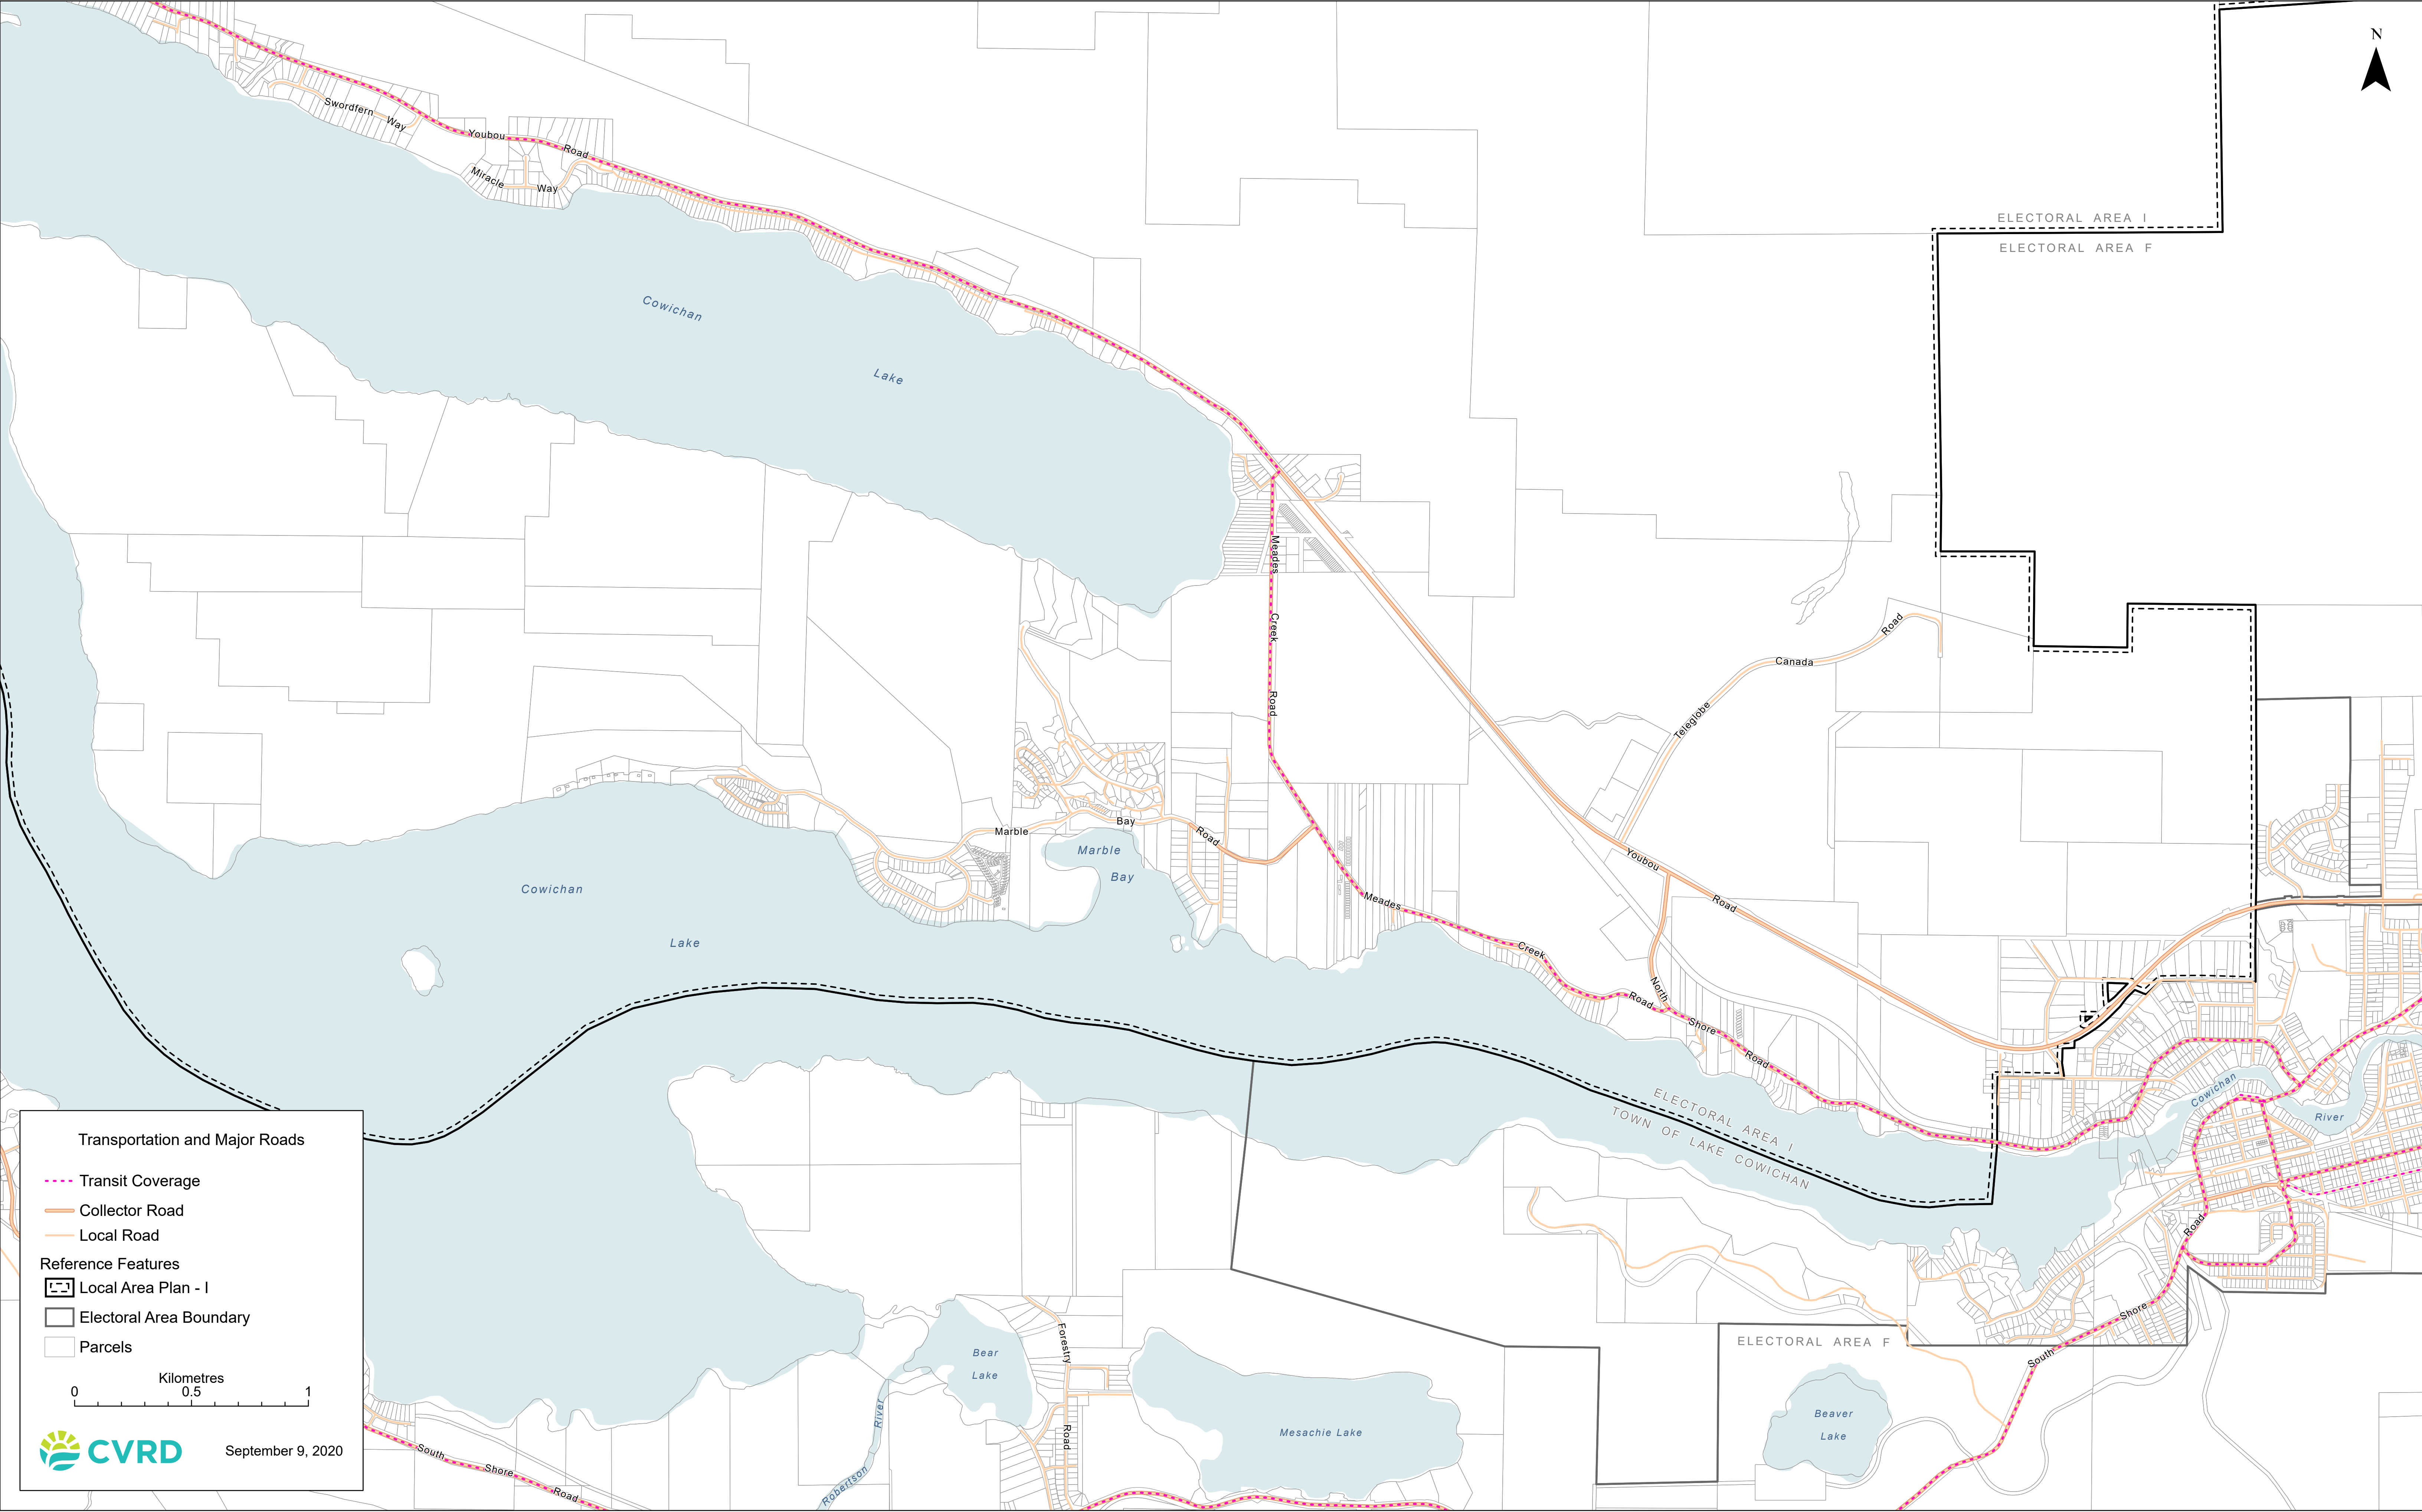 N
Swordfern Way
Youbou Road
Miracle Way
ELECTORAL AREA I
ELECTORAL AREA F
Cowichan
Lake
Meades Creek Road
Canada
Road
Teleglobe
Marble Bay Road
Marble
Bay
Youbou Road
Cowichan
Lake
Meades Creek Road
North Shore Road
ELECTORAL AREA I
TOWN OF LAKE COWICHAN
Cowichan
River
Road
Shore
South
ELECTORAL AREA F
Forestry
Road
Bear
Lake
Mesachie Lake
Beaver
Lake
River
Robertson
South Shore Road
Transportation and Major Roads
Transit Coverage
Collector Road
Local Road
Reference Features
Local Area Plan - I
Electoral Area Boundary
Parcels
Kilometres
0 0.5 1
CVRD
September 9, 2020